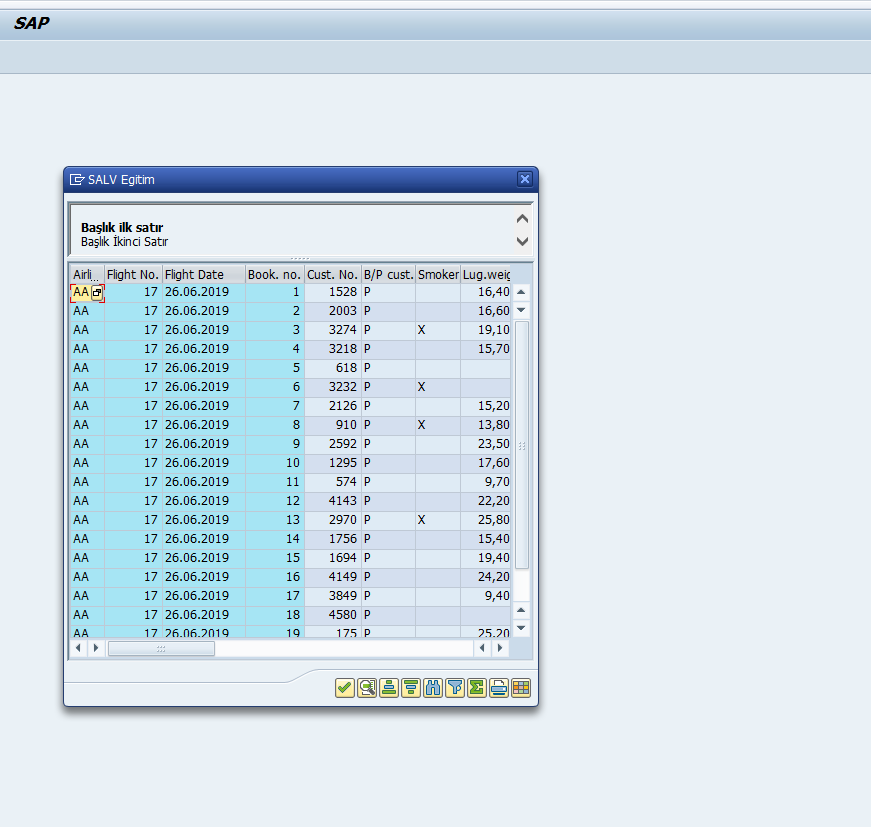 SAP
SALV Egitim
Başlık ilk satır
Başlık İkinci Satır
Airli... Flight No. Flight Date Book. no. Cust. No. B/P cust. Smoker Lug.weig
AA 17 26.06.2019 1 1528 P 16,40
AA 17 26.06.2019 2 2003 P 16,60
AA 17 26.06.2019 3 3274 P X 19,10
AA 17 26.06.2019 4 3218 P 15,70
AA 17 26.06.2019 5 618 P
AA 17 26.06.2019 6 3232 P X
AA 17 26.06.2019 7 2126 P 15,20
AA 17 26.06.2019 8 910 P X 13,80
AA 17 26.06.2019 9 2592 P 23,50
AA 17 26.06.2019 10 1295 P 17,60
AA 17 26.06.2019 11 574 P 9,70
AA 17 26.06.2019 12 4143 P 22,20
AA 17 26.06.2019 13 2970 P X 25,80
AA 17 26.06.2019 14 1756 P 15,40
AA 17 26.06.2019 15 1694 P 19,40
AA 17 26.06.2019 16 4149 P 24,20
AA 17 26.06.2019 17 3849 P 9,40
AA 17 26.06.2019 18 4580 P
AA 17 26.06.2019 19 175 P 25,20